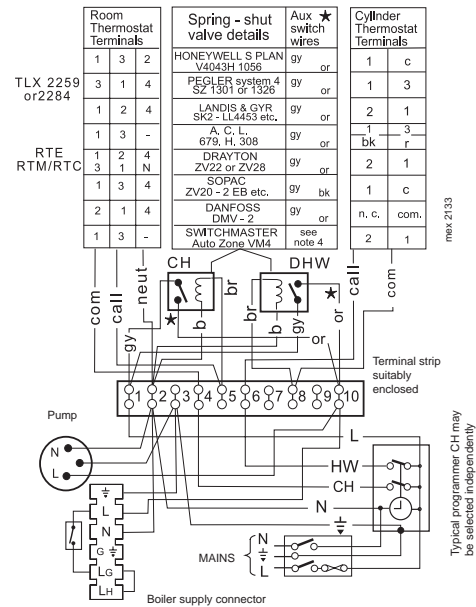 Room
Thermostat
Terminals
Spring - shut
valve details
Aux ★
switch
wires
Cylinder
Thermostat
Terminals
1 3 2
HONEYWELL S PLAN
V4043H 1056
gy
or
1 c
TLX 2259
or2284
3 1 4
PEGLER system 4
SZ 1301 or 1326
gy
or
1 3
1 2 4
LANDIS & GYR
SK2 - LL4453 etc.
gy
or
2 1
1 3 -
A. C. L.
679. H. 308
gy
or
1 3
bk r
RTE
RTM/RTC
1 2 4
3 1 N
DRAYTON
ZV22 or ZV28
gy
or
2 1
1 3 4
SOPAC
ZV20 - 2 EB etc.
gy
bk
1 c
2 1 4
DANFOSS
DMV - 2
gy
or
n. c. com.
1 3 -
SWITCHMASTER
Auto Zone VM4
see
note 4
2 1
mex 2133
CH
DHW
com
call
neut
gy
★
b
br
br
b
gy
or
★
or
call
com
Terminal strip
suitably
enclosed
1 2 3 4 5 6 7 8 9 10
Pump
N
L
L
HW
CH
N
L
N
G
LG
LH
MAINS
N
L
Boiler supply connector
Typical programmer CH may
be selected independently